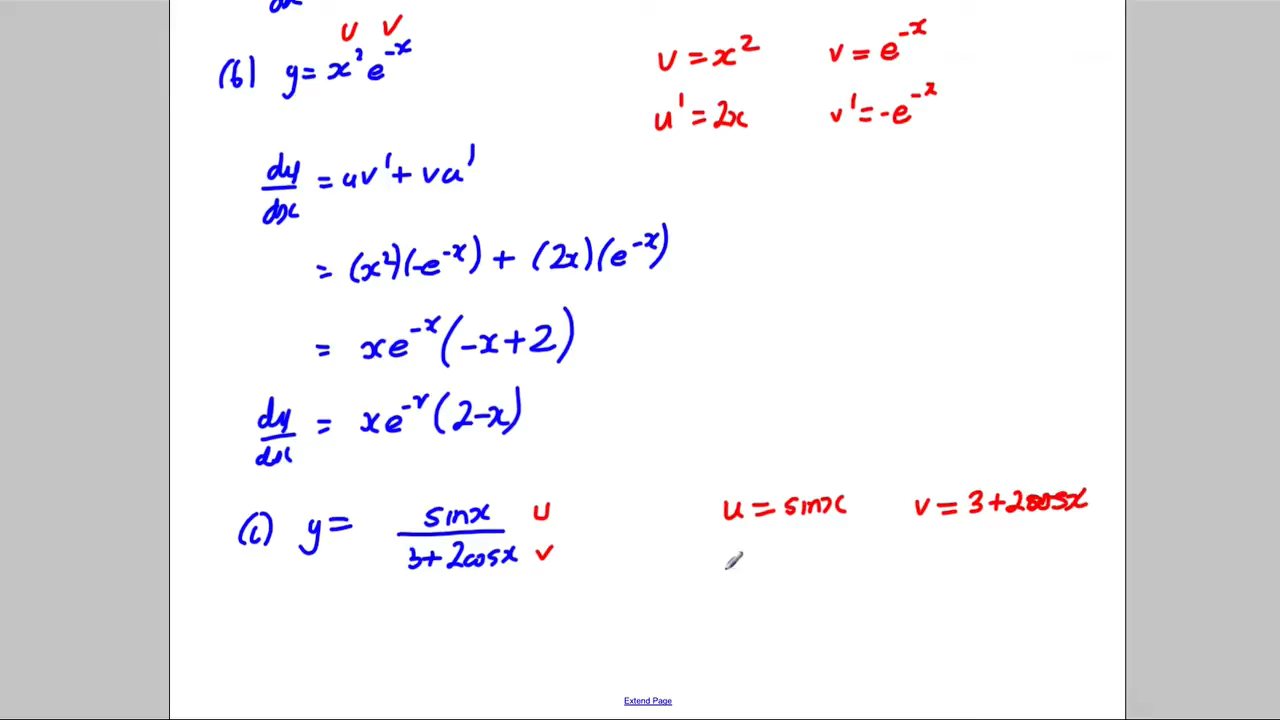 u v
(b) y = x²e⁻ˣ v = x² v = e⁻ˣ
u' = 2x v' = -e⁻ˣ
dy/dx = uv' + vu'
= (x²)(-e⁻ˣ) + (2x)(e⁻ˣ)
= xe⁻ˣ(-x+2)
dy/dx = xe⁻ˣ(2-x)
(c) y = sinx/3+2cosx u v u = sinx v = 3+2cosx
Extend Page